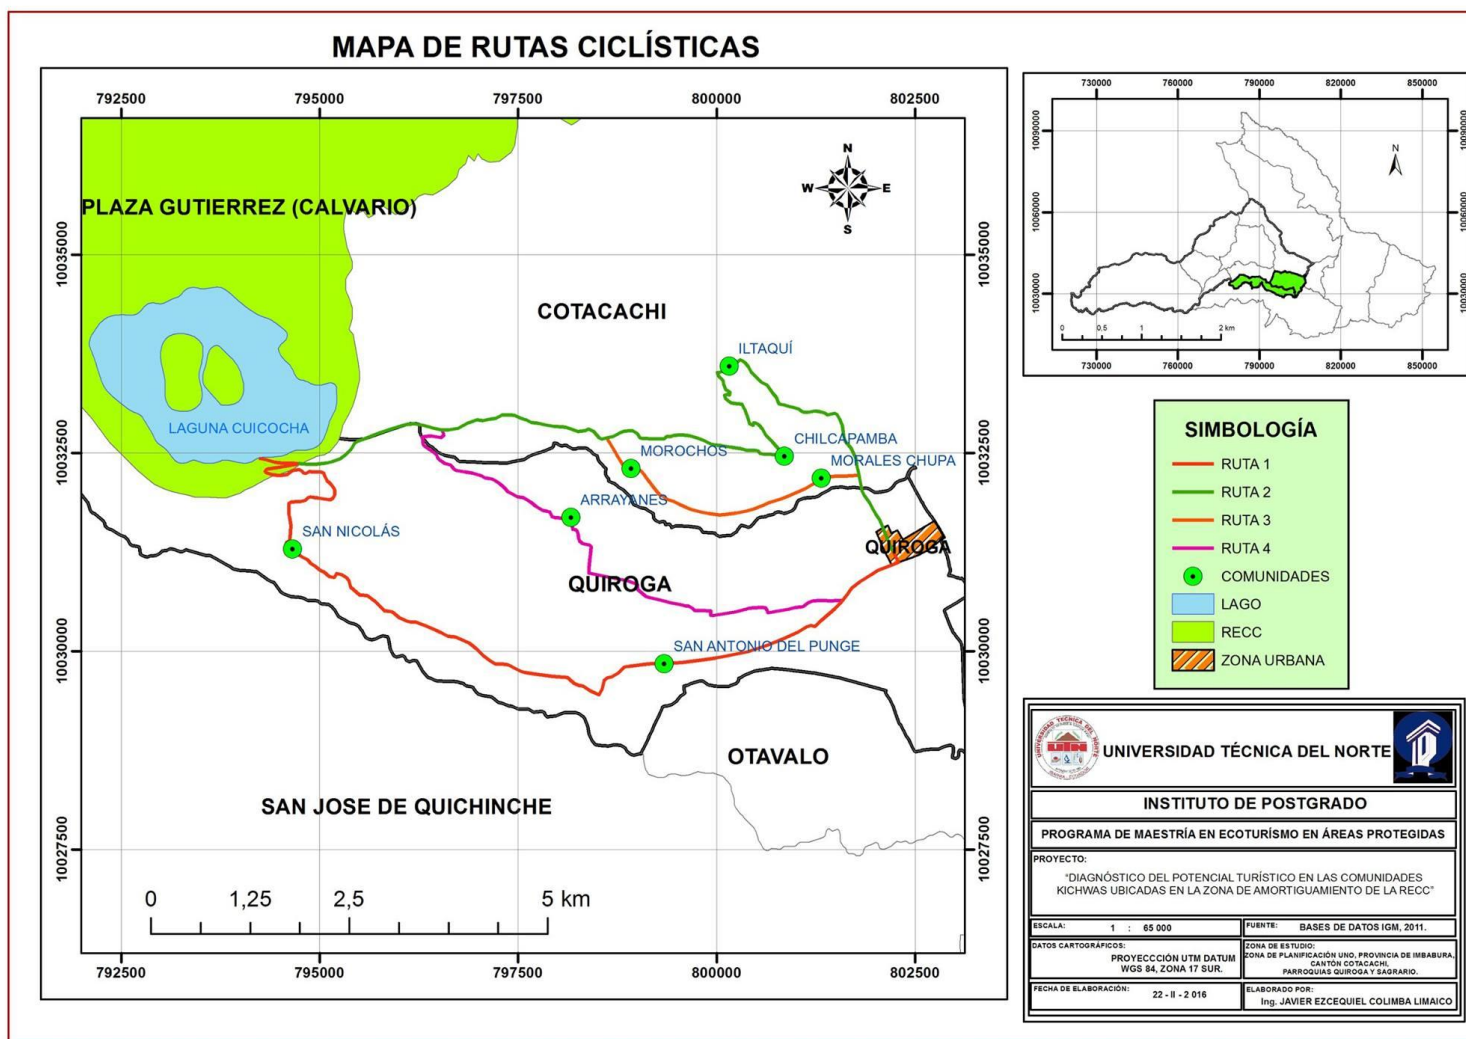 MAPA DE RUTAS CICLÍSTICAS
792500 795000 797500 800000 802500
10035000 10035000
10032500 10032500
10030000 10030000
10027500 10027500
N
W E
S
PLAZA GUTIERREZ (CALVARIO)
COTACACHI
ILTAQUÍ
LAGUNA CUICOCHA
CHILCAPAMBA
MOROCHOS
MORALES CHUPA
ARRAYANES
SAN NICOLÁS
QUIROGA
QUIROGA
SAN ANTONIO DEL PUNGE
OTAVALO
SAN JOSE DE QUICHINCHE
0 1,25 2,5 5 km
792500 795000 797500 800000 802500
730000 760000 790000 820000 850000
10090000 10090000
N
10060000 10060000
10030000 10030000
0 0,5 1 2 km
730000 760000 790000 820000 850000
SIMBOLOGÍA
RUTA 1
RUTA 2
RUTA 3
RUTA 4
COMUNIDADES
LAGO
RECC
ZONA URBANA
UNIVERSIDAD TÉCNICA DEL NORTE
INSTITUTO DE POSTGRADO
PROGRAMA DE MAESTRÍA EN ECOTURÍSMO EN ÁREAS PROTEGIDAS
PROYECTO:
"DIAGNÓSTICO DEL POTENCIAL TURÍSTICO EN LAS COMUNIDADES
KICHWAS UBICADAS EN LA ZONA DE AMORTIGUAMIENTO DE LA RECC"
ESCALA: 1 : 65 000
FUENTE: BASES DE DATOS IGM, 2011.
DATOS CARTOGRÁFICOS:
PROYECCCIÓN UTM DATUM
WGS 84, ZONA 17 SUR.
ZONA DE ESTUDIO:
ZONA DE PLANIFICACIÓN UNO, PROVINCIA DE IMBABURA,
CANTÓN COTACACHI,
PARROQUIAS QUIROGA Y SAGRARIO.
FECHA DE ELABORACIÓN: 22 - II - 2 016
ELABORADO POR:
Ing. JAVIER EZCEQUIEL COLIMBA LIMAICO